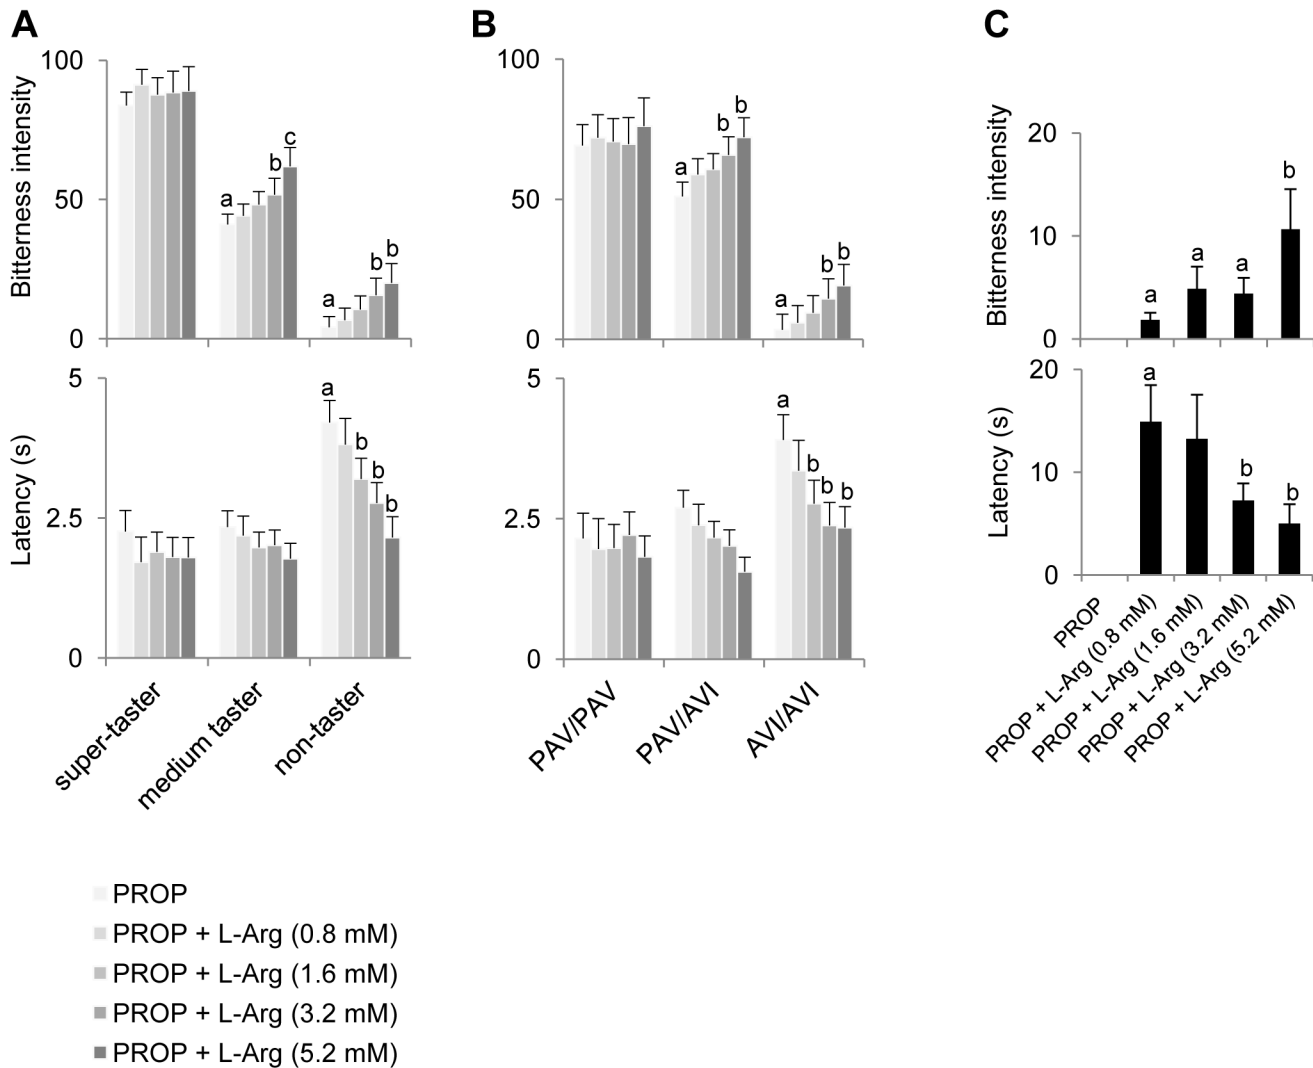 A
B
C
Bitterness intensity
100
50
0
a
b
c
a
b
b
Bitterness intensity
100
50
0
a
b
b
a
b
b
Bitterness intensity
20
10
0
a
a
a
b
Latency (s)
5
2.5
0
a
b
b
b
super-taster
medium taster
non-taster
5
2.5
0
a
b
b
b
PAV/PAV
PAV/AVI
AVI/AVI
Latency (s)
20
10
0
a
b
b
PROP
PROP + L-Arg (0.8 mM)
PROP + L-Arg (1.6 mM)
PROP + L-Arg (3.2 mM)
PROP + L-Arg (5.2 mM)
PROP
PROP + L-Arg (0.8 mM)
PROP + L-Arg (1.6 mM)
PROP + L-Arg (3.2 mM)
PROP + L-Arg (5.2 mM)